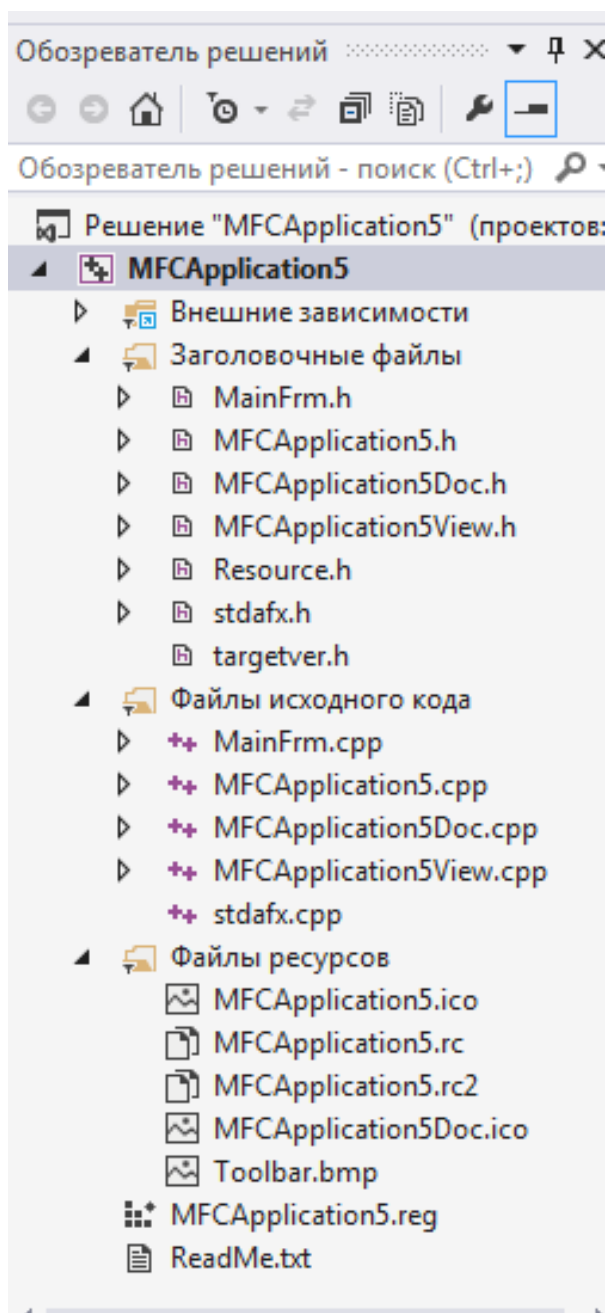 Обозреватель решений
Обозреватель решений - поиск (Ctrl+;)
Решение "MFCApplication5" (проектов:
MFCApplication5
Внешние зависимости
Заголовочные файлы
MainFrm.h
MFCApplication5.h
MFCApplication5Doc.h
MFCApplication5View.h
Resource.h
stdafx.h
targetver.h
Файлы исходного кода
MainFrm.cpp
MFCApplication5.cpp
MFCApplication5Doc.cpp
MFCApplication5View.cpp
stdafx.cpp
Файлы ресурсов
MFCApplication5.ico
MFCApplication5.rc
MFCApplication5.rc2
MFCApplication5Doc.ico
Toolbar.bmp
MFCApplication5.reg
ReadMe.txt